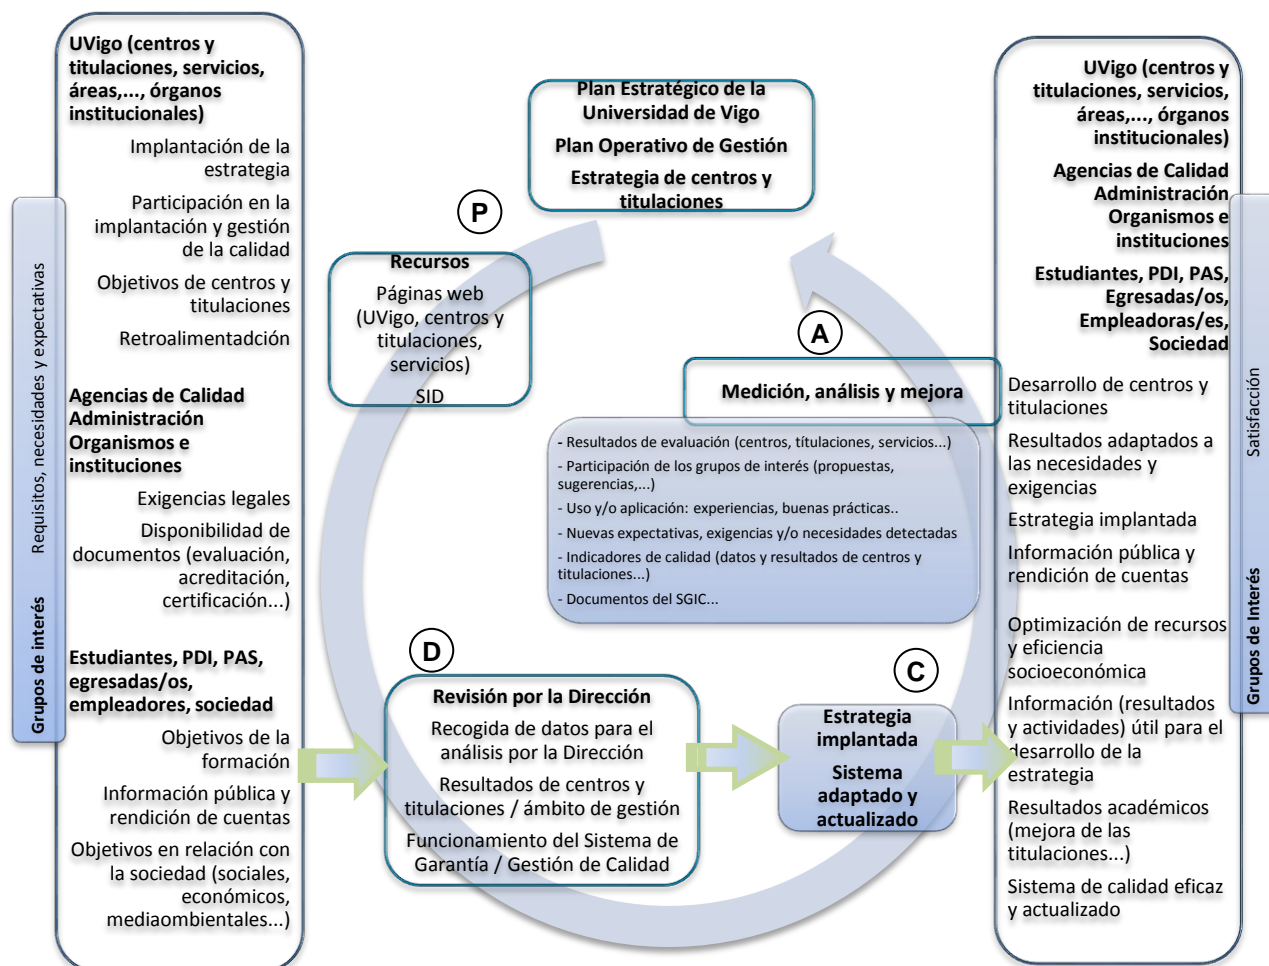 UVigo (centros y
titulaciones, servicios,
áreas,..., órganos
institucionales)
Implantación de la
estrategia
Participación en la
implantación y gestión
de la calidad
Objetivos de centros y
titulaciones
Retroalimentadción
Agencias de Calidad
Administración
Organismos e
instituciones
Exigencias legales
Disponibilidad de
documentos (evaluación,
acreditación,
certificación...)
Estudiantes, PDI, PAS,
egresadas/os,
empleadores, sociedad
Objetivos de la
formación
Información pública y
rendición de cuentas
Objetivos en relación con
la sociedad (sociales,
económicos,
mediaombientales...)
Grupos de interés Requisitos, necesidades y expectativas
Plan Estratégico de la
Universidad de Vigo
Plan Operativo de Gestión
Estrategia de centros y
titulaciones
P
Recursos
Páginas web
(UVigo, centros y
titulaciones,
servicios)
SID
A
Medición, análisis y mejora
- Resultados de evaluación (centros, títulaciones, servicios...)
- Participación de los grupos de interés (propuestas,
sugerencias,...)
- Uso y/o aplicación: experiencias, buenas prácticas..
- Nuevas expectativas, exigencias y/o necesidades detectadas
- Indicadores de calidad (datos y resultados de centros y
titulaciones...)
- Documentos del SGIC...
D
Revisión por la Dirección
Recogida de datos para el
análisis por la Dirección
Resultados de centros y
titulaciones / ámbito de gestión
Funcionamiento del Sistema de
Garantía / Gestión de Calidad
C
Estrategia
implantada
Sistema
adaptado y
actualizado
UVigo (centros y
titulaciones, servicios,
áreas,..., órganos
institucionales)
Agencias de Calidad
Administración
Organismos e
instituciones
Estudiantes, PDI, PAS,
Egresadas/os,
Empleadoras/es,
Sociedad
Desarrollo de centros y
titulaciones
Resultados adaptados a
las necesidades y
exigencias
Estrategia implantada
Información pública y
rendición de cuentas
Optimización de recursos
y eficiencia
socioeconómica
Información (resultados
y actividades) útil para el
desarrollo de la
estrategia
Resultados académicos
(mejora de las
titulaciones...)
Sistema de calidad eficaz
y actualizado
Grupos de Interés Satisfacción